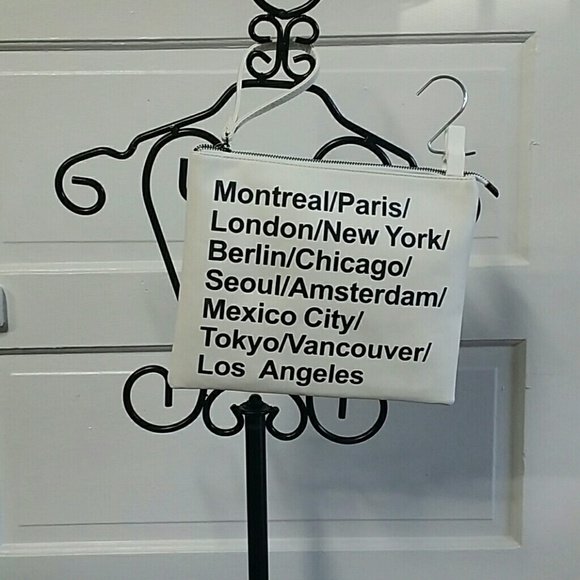 Montreal/Paris/
London/New York/
Berlin/Chicago/
Seoul/Amsterdam/
Mexico City/
Tokyo/Vancouver/
Los Angeles